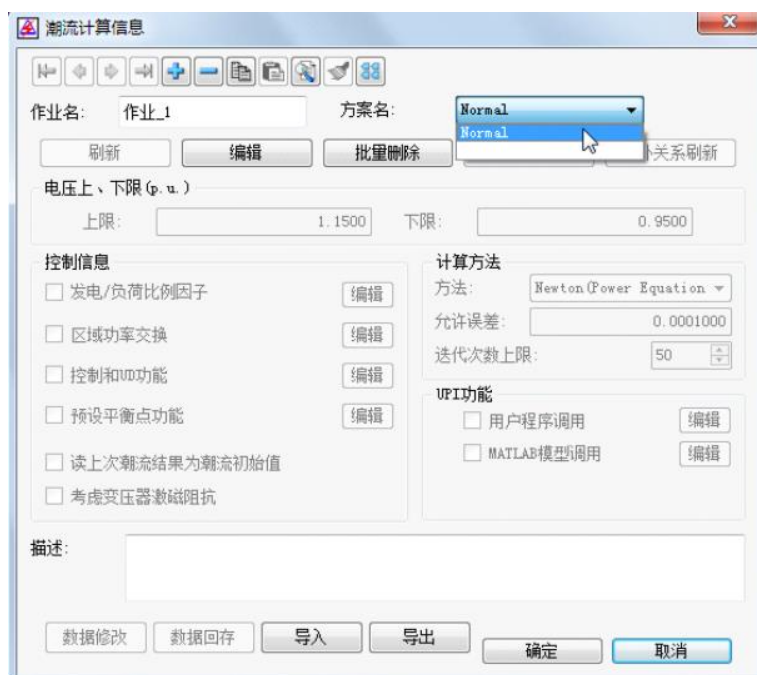 潮流计算信息
作业名: 作业_1 方案名: Normal
Normal
刷新 编辑 批量删除 关系刷新
电压上、下限(p.u.)
上限: 1.1500 下限: 0.9500
控制信息
发电/负荷比例因子 编辑
区域功率交换 编辑
控制和UD功能 编辑
预设平衡点功能 编辑
读上次潮流结果为潮流初始值
考虑变压器激磁阻抗
计算方法
方法: Newton(Power Equation
允许误差: 0.0001000
迭代次数上限: 50
UPI功能
用户程序调用 编辑
MATLAB模型调用 编辑
描述:
数据修改 数据回存 导入 导出 确定 取消